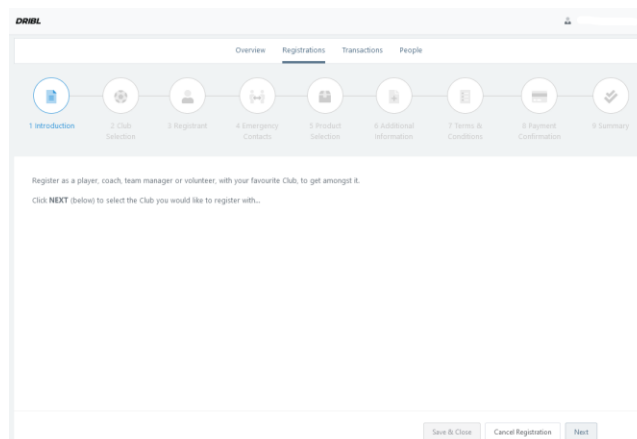 DRIBL
Overview Registrations Transactions People
1 Introduction 2 Club Selection 3 Registrant 4 Emergency Contacts 5 Product Selection 6 Additional Information 7 Terms & Conditions 8 Payment Confirmation 9 Summary
Register as a player, coach, team manager or volunteer, with your favourite Club, to get amongst it.
Click NEXT (below) to select the Club you would like to register with...
Save & Close Cancel Registration Next